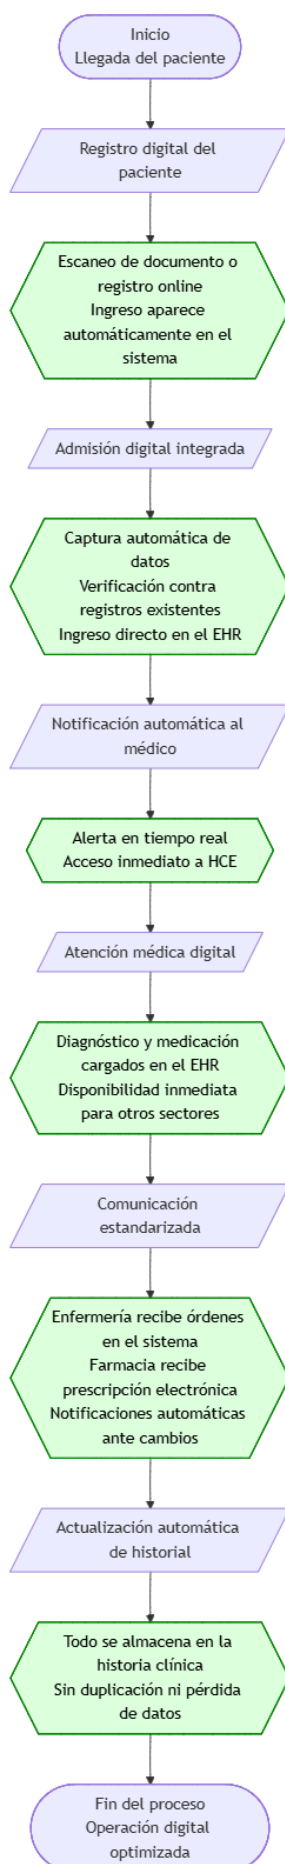 Inicio
Llegada del paciente
Registro digital del
paciente
Escaneo de documento o
registro online
Ingreso aparece
automáticamente en el
sistema
Admisión digital integrada
Captura automática de
datos
Verificación contra
registros existentes
Ingreso directo en el EHR
Notificación automática al
médico
Alerta en tiempo real
Acceso inmediato a HCE
Atención médica digital
Diagnóstico y medicación
cargados en el EHR
Disponibilidad inmediata
para otros sectores
Comunicación
estandarizada
Enfermería recibe órdenes
en el sistema
Farmacia recibe
prescripción electrónica
Notificaciones automáticas
ante cambios
Actualización automática
de historial
Todo se almacena en la
historia clínica
Sin duplicación ni pérdida
de datos
Fin del proceso
Operación digital
optimizada